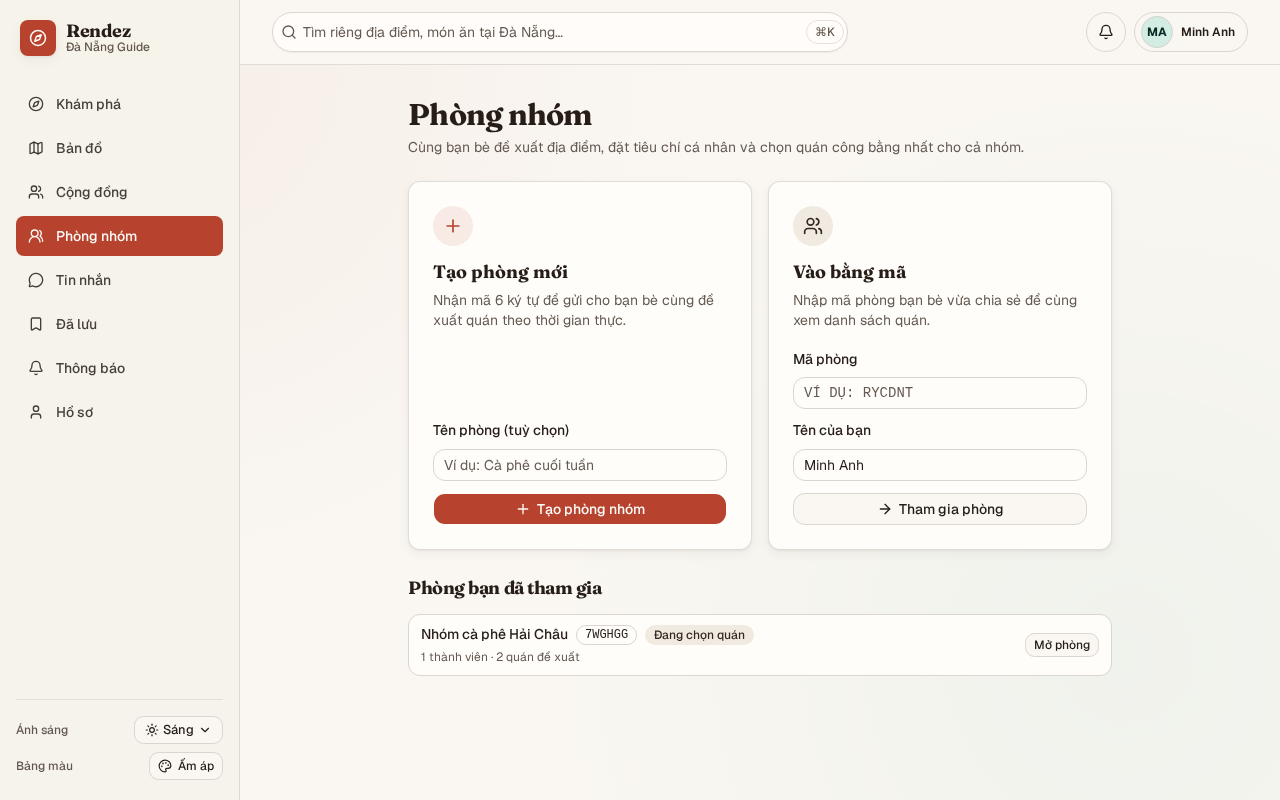 Rendez
Đà Nẵng Guide
Khám phá
Bản đồ
Cộng đồng
Phòng nhóm
Tin nhắn
Đã lưu
Thông báo
Hồ sơ
Ánh sáng
Sáng
Bảng màu
Ấm áp
Tìm riêng địa điểm, món ăn tại Đà Nẵng...
⌘K
MA
Minh Anh
Phòng nhóm
Cùng bạn bè đề xuất địa điểm, đặt tiêu chí cá nhân và chọn quán công bằng nhất cho cả nhóm.
Tạo phòng mới
Nhận mã 6 ký tự để gửi cho bạn bè cùng đề
xuất quán theo thời gian thực.
Tên phòng (tuỳ chọn)
Ví dụ: Cà phê cuối tuần
Tạo phòng nhóm
Vào bằng mã
Nhập mã phòng bạn bè vừa chia sẻ để cùng
xem danh sách quán.
Mã phòng
VÍ DỤ: RYCDNT
Tên của bạn
Minh Anh
Tham gia phòng
Phòng bạn đã tham gia
Nhóm cà phê Hải Châu 7WGHGG Đang chọn quán
1 thành viên · 2 quán đề xuất
Mở phòng